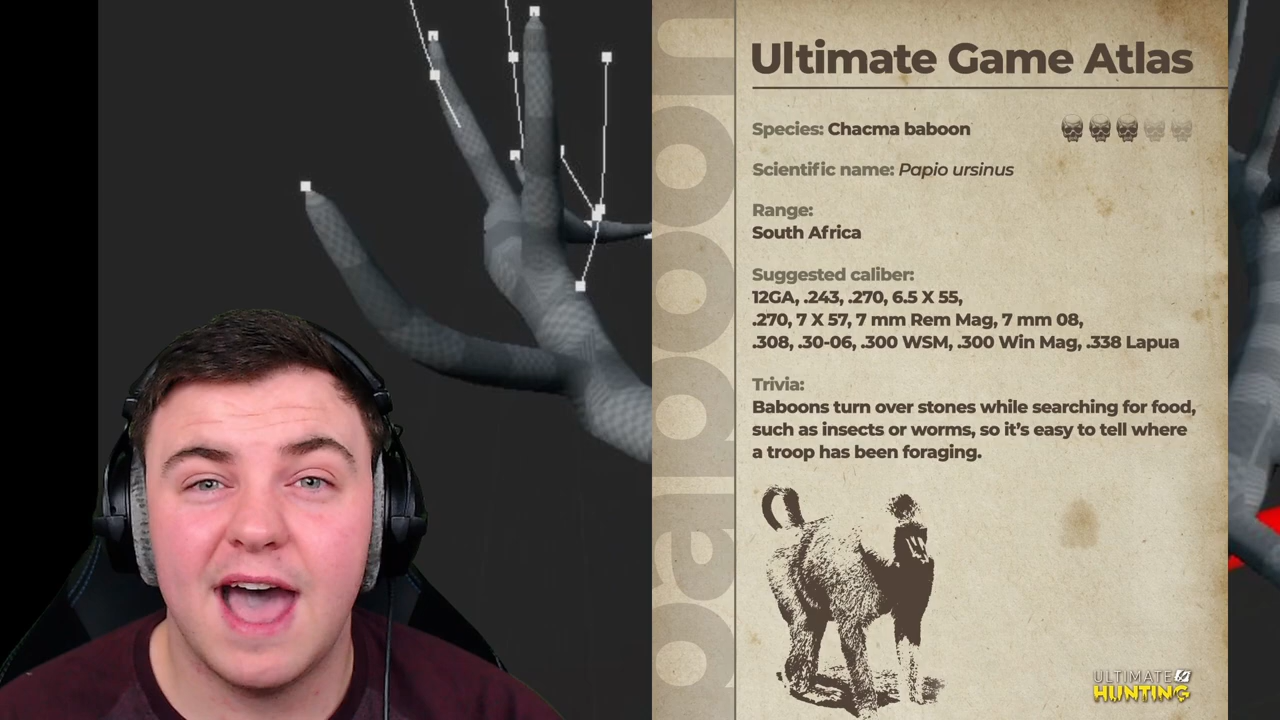 baboon
Ultimate Game Atlas
Species: Chacma baboon
Scientific name: Papio ursinus
Range:
South Africa
Suggested caliber:
12GA, .243, .270, 6.5 X 55,
.270, 7 X 57, 7 mm Rem Mag, 7 mm 08,
.308, .30-06, .300 WSM, .300 Win Mag, .338 Lapua
Trivia:
Baboons turn over stones while searching for food,
such as insects or worms, so it’s easy to tell where
a troop has been foraging.
ULTIMATE
HUNTING